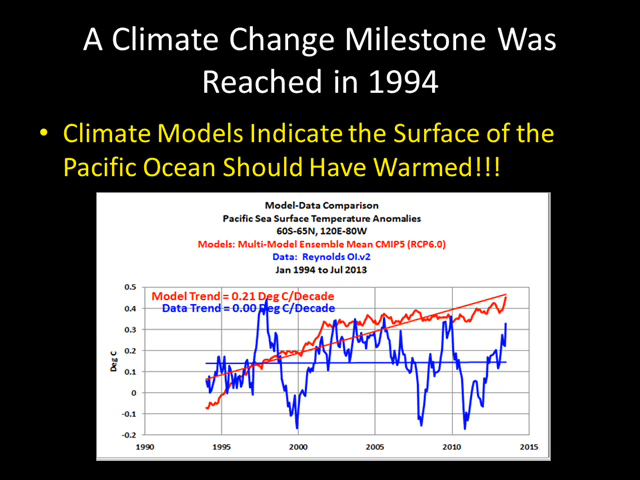 A Climate Change Milestone Was
Reached in 1994
• Climate Models Indicate the Surface of the
Pacific Ocean Should Have Warmed!!!
Model-Data Comparison
Pacific Sea Surface Temperature Anomalies
60S-65N, 120E-80W
Models: Multi-Model Ensemble Mean CMIP5 (RCP6.0)
Data: Reynolds OI.v2
Jan 1994 to Jul 2013
Model Trend = 0.21 Deg C/Decade
Data Trend = 0.00 Deg C/Decade
Deg C
0.5
0.4
0.3
0.2
0.1
0
-0.1
-0.2
1990 1995 2000 2005 2010 2015